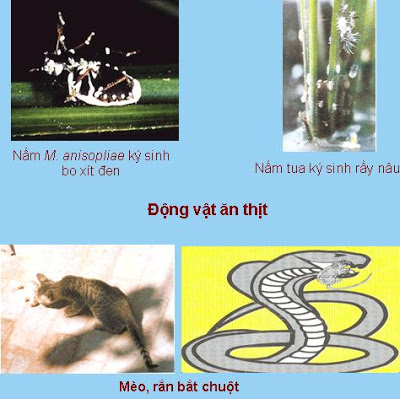 Nấm M. anisopliae ký sinh
bo xít đen
Nấm tua ký sinh rầy nâu
Động vật ăn thịt
Mèo, rắn bắt chuột